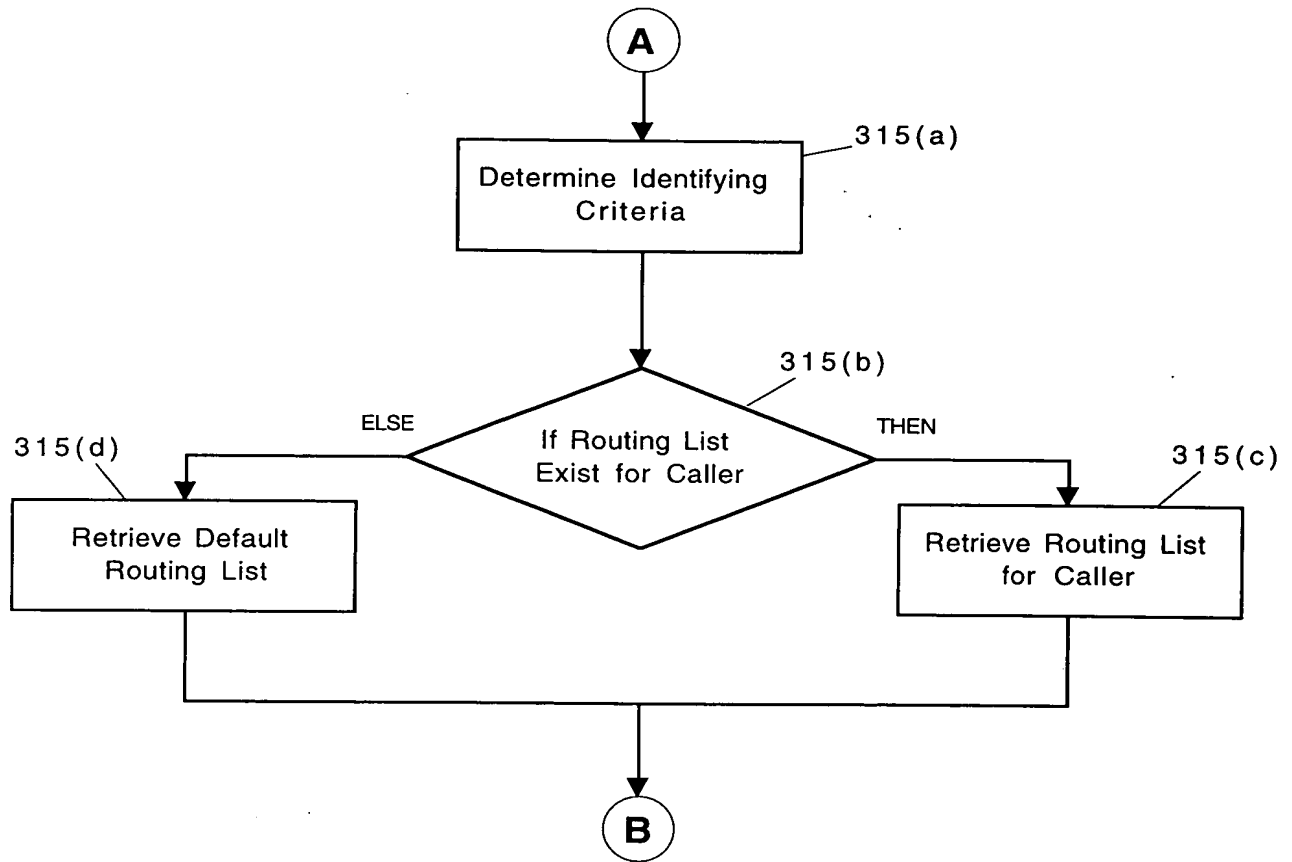 A
315(a)
Determine Identifying
Criteria
315(b)
ELSE
THEN
If Routing List
Exist for Caller
315(d)
315(c)
Retrieve Default
Routing List
Retrieve Routing List
for Caller
B